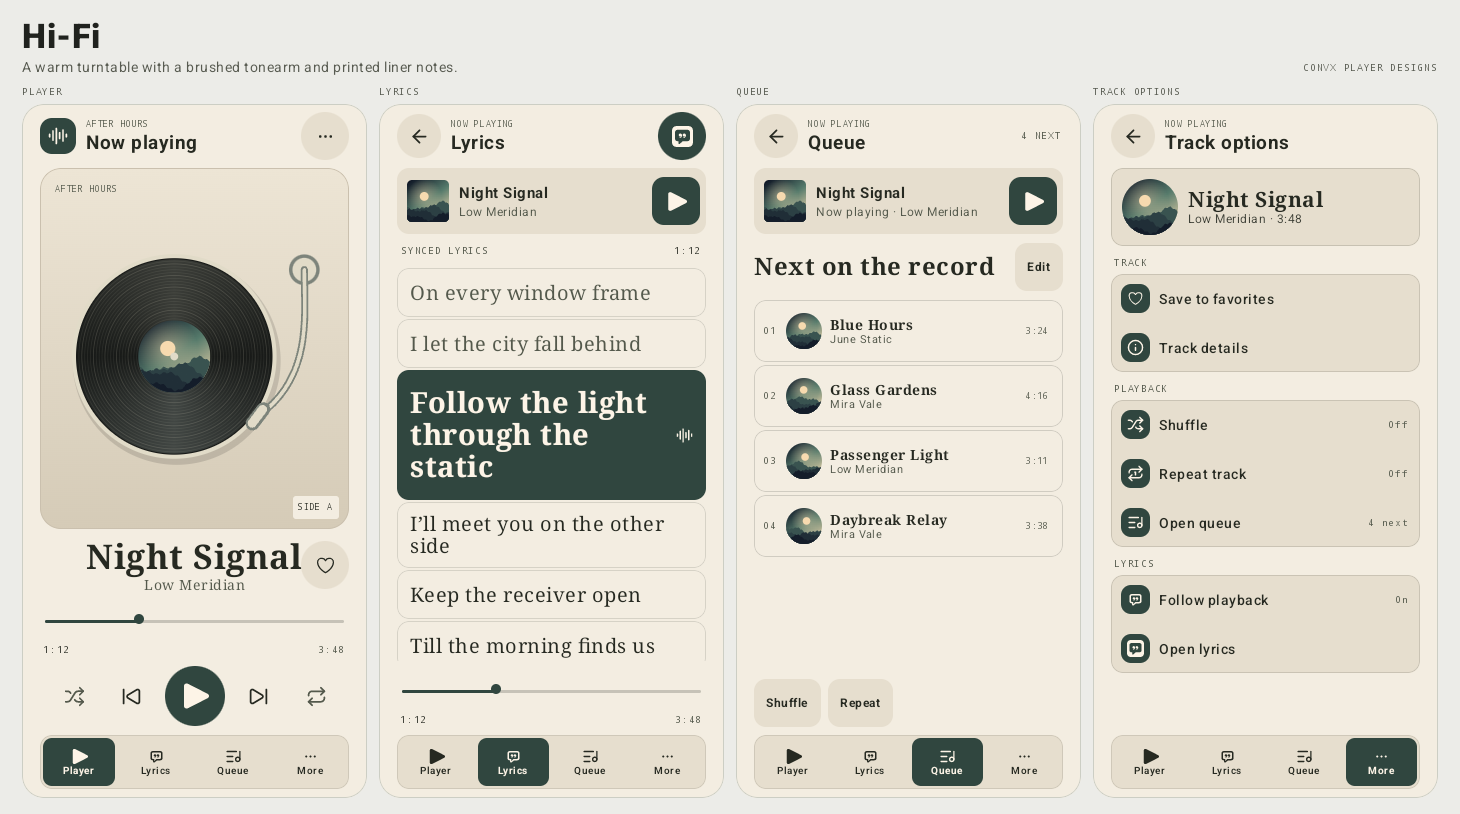 Hi-Fi
A warm turntable with a brushed tonearm and printed liner notes.
CONVX PLAYER DESIGNS
PLAYER
AFTER HOURS
Now playing
AFTER HOURS
SIDE A
Night Signal
Low Meridian
1:12
3:48
Player
Lyrics
Queue
More
LYRICS
NOW PLAYING
Lyrics
Night Signal
Low Meridian
SYNCED LYRICS
1:12
On every window frame
I let the city fall behind
Follow the light
through the
static
I’ll meet you on the other
side
Keep the receiver open
Till the morning finds us
1:12
3:48
Player
Lyrics
Queue
More
QUEUE
NOW PLAYING
Queue
4 NEXT
Night Signal
Now playing · Low Meridian
Next on the record
Edit
01
Blue Hours
June Static
3:24
02
Glass Gardens
Mira Vale
4:16
03
Passenger Light
Low Meridian
3:11
04
Daybreak Relay
Mira Vale
3:38
Shuffle
Repeat
Player
Lyrics
Queue
More
TRACK OPTIONS
NOW PLAYING
Track options
Night Signal
Low Meridian · 3:48
TRACK
Save to favorites
Track details
PLAYBACK
Shuffle
Off
Repeat track
Off
Open queue
4 next
LYRICS
Follow playback
On
Open lyrics
Player
Lyrics
Queue
More